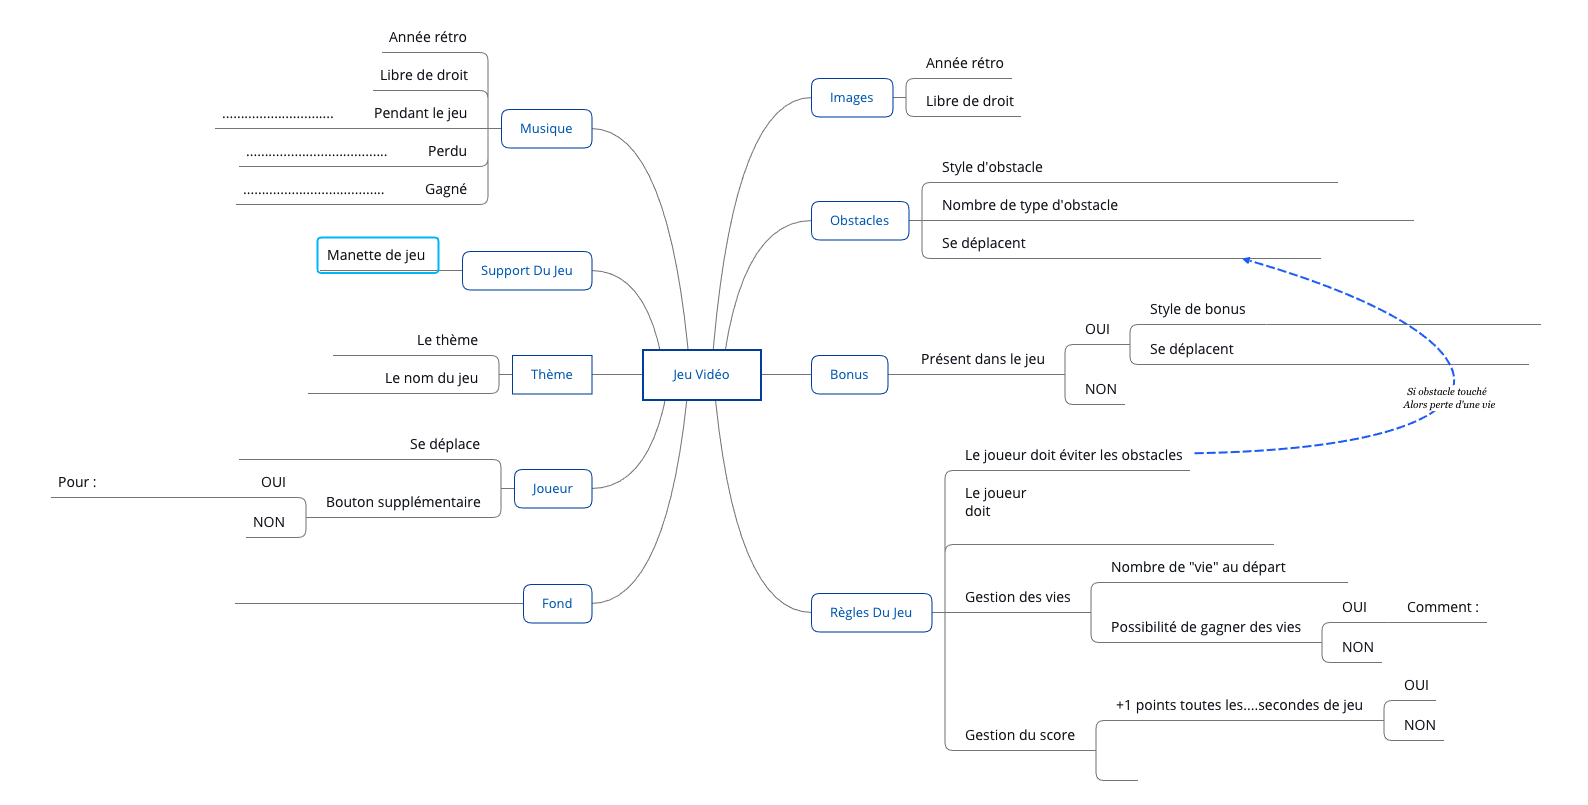 Jeu Vidéo
Musique
Année rétro
Libre de droit
Pendant le jeu
..............................
Perdu
......................................
Gagné
......................................
Support Du Jeu
Manette de jeu
Thème
Le thème
Le nom du jeu
Joueur
Se déplace
Bouton supplémentaire
OUI
Pour :
NON
Fond
Images
Année rétro
Libre de droit
Obstacles
Style d'obstacle
Nombre de type d'obstacle
Se déplacent
Bonus
Présent dans le jeu
OUI
Style de bonus
Se déplacent
NON
Si obstacle touché
Alors perte d'une vie
Règles Du Jeu
Le joueur doit éviter les obstacles
Le joueur
doit
Gestion des vies
Nombre de "vie" au départ
Possibilité de gagner des vies
OUI
Comment :
NON
Gestion du score
+1 points toutes les....secondes de jeu
OUI
NON